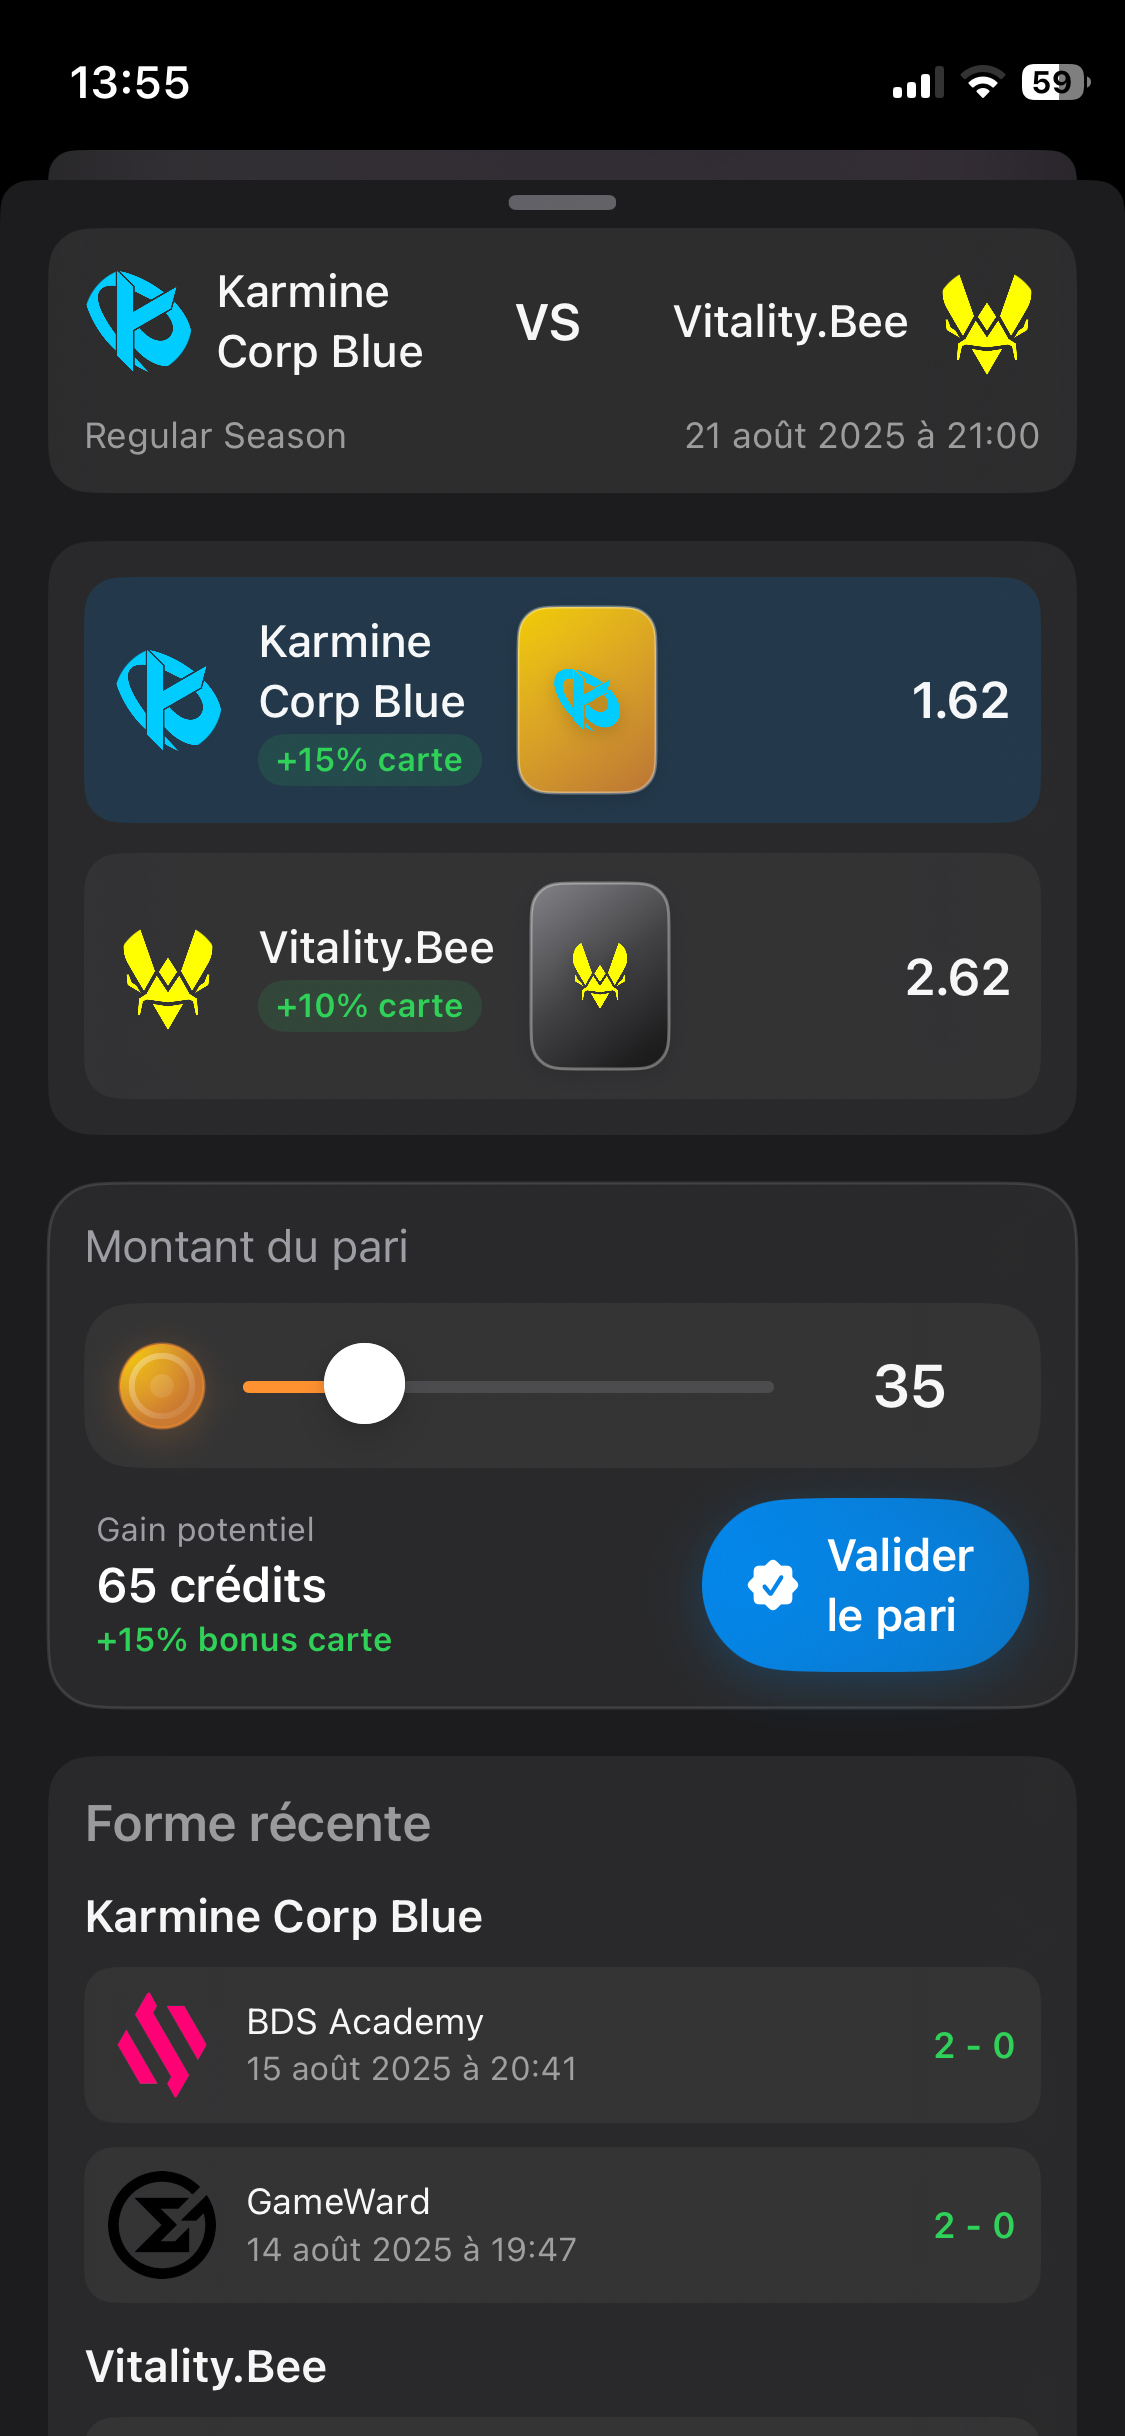 13:55
59
Karmine
Corp Blue
VS
Vitality.Bee
Regular Season
21 août 2025 à 21:00
Karmine
Corp Blue
+15% carte
1.62
Vitality.Bee
+10% carte
2.62
Montant du pari
35
Gain potentiel
65 crédits
+15% bonus carte
Valider
le pari
Forme récente
Karmine Corp Blue
BDS Academy
15 août 2025 à 20:41
2 - 0
GameWard
14 août 2025 à 19:47
2 - 0
Vitality.Bee